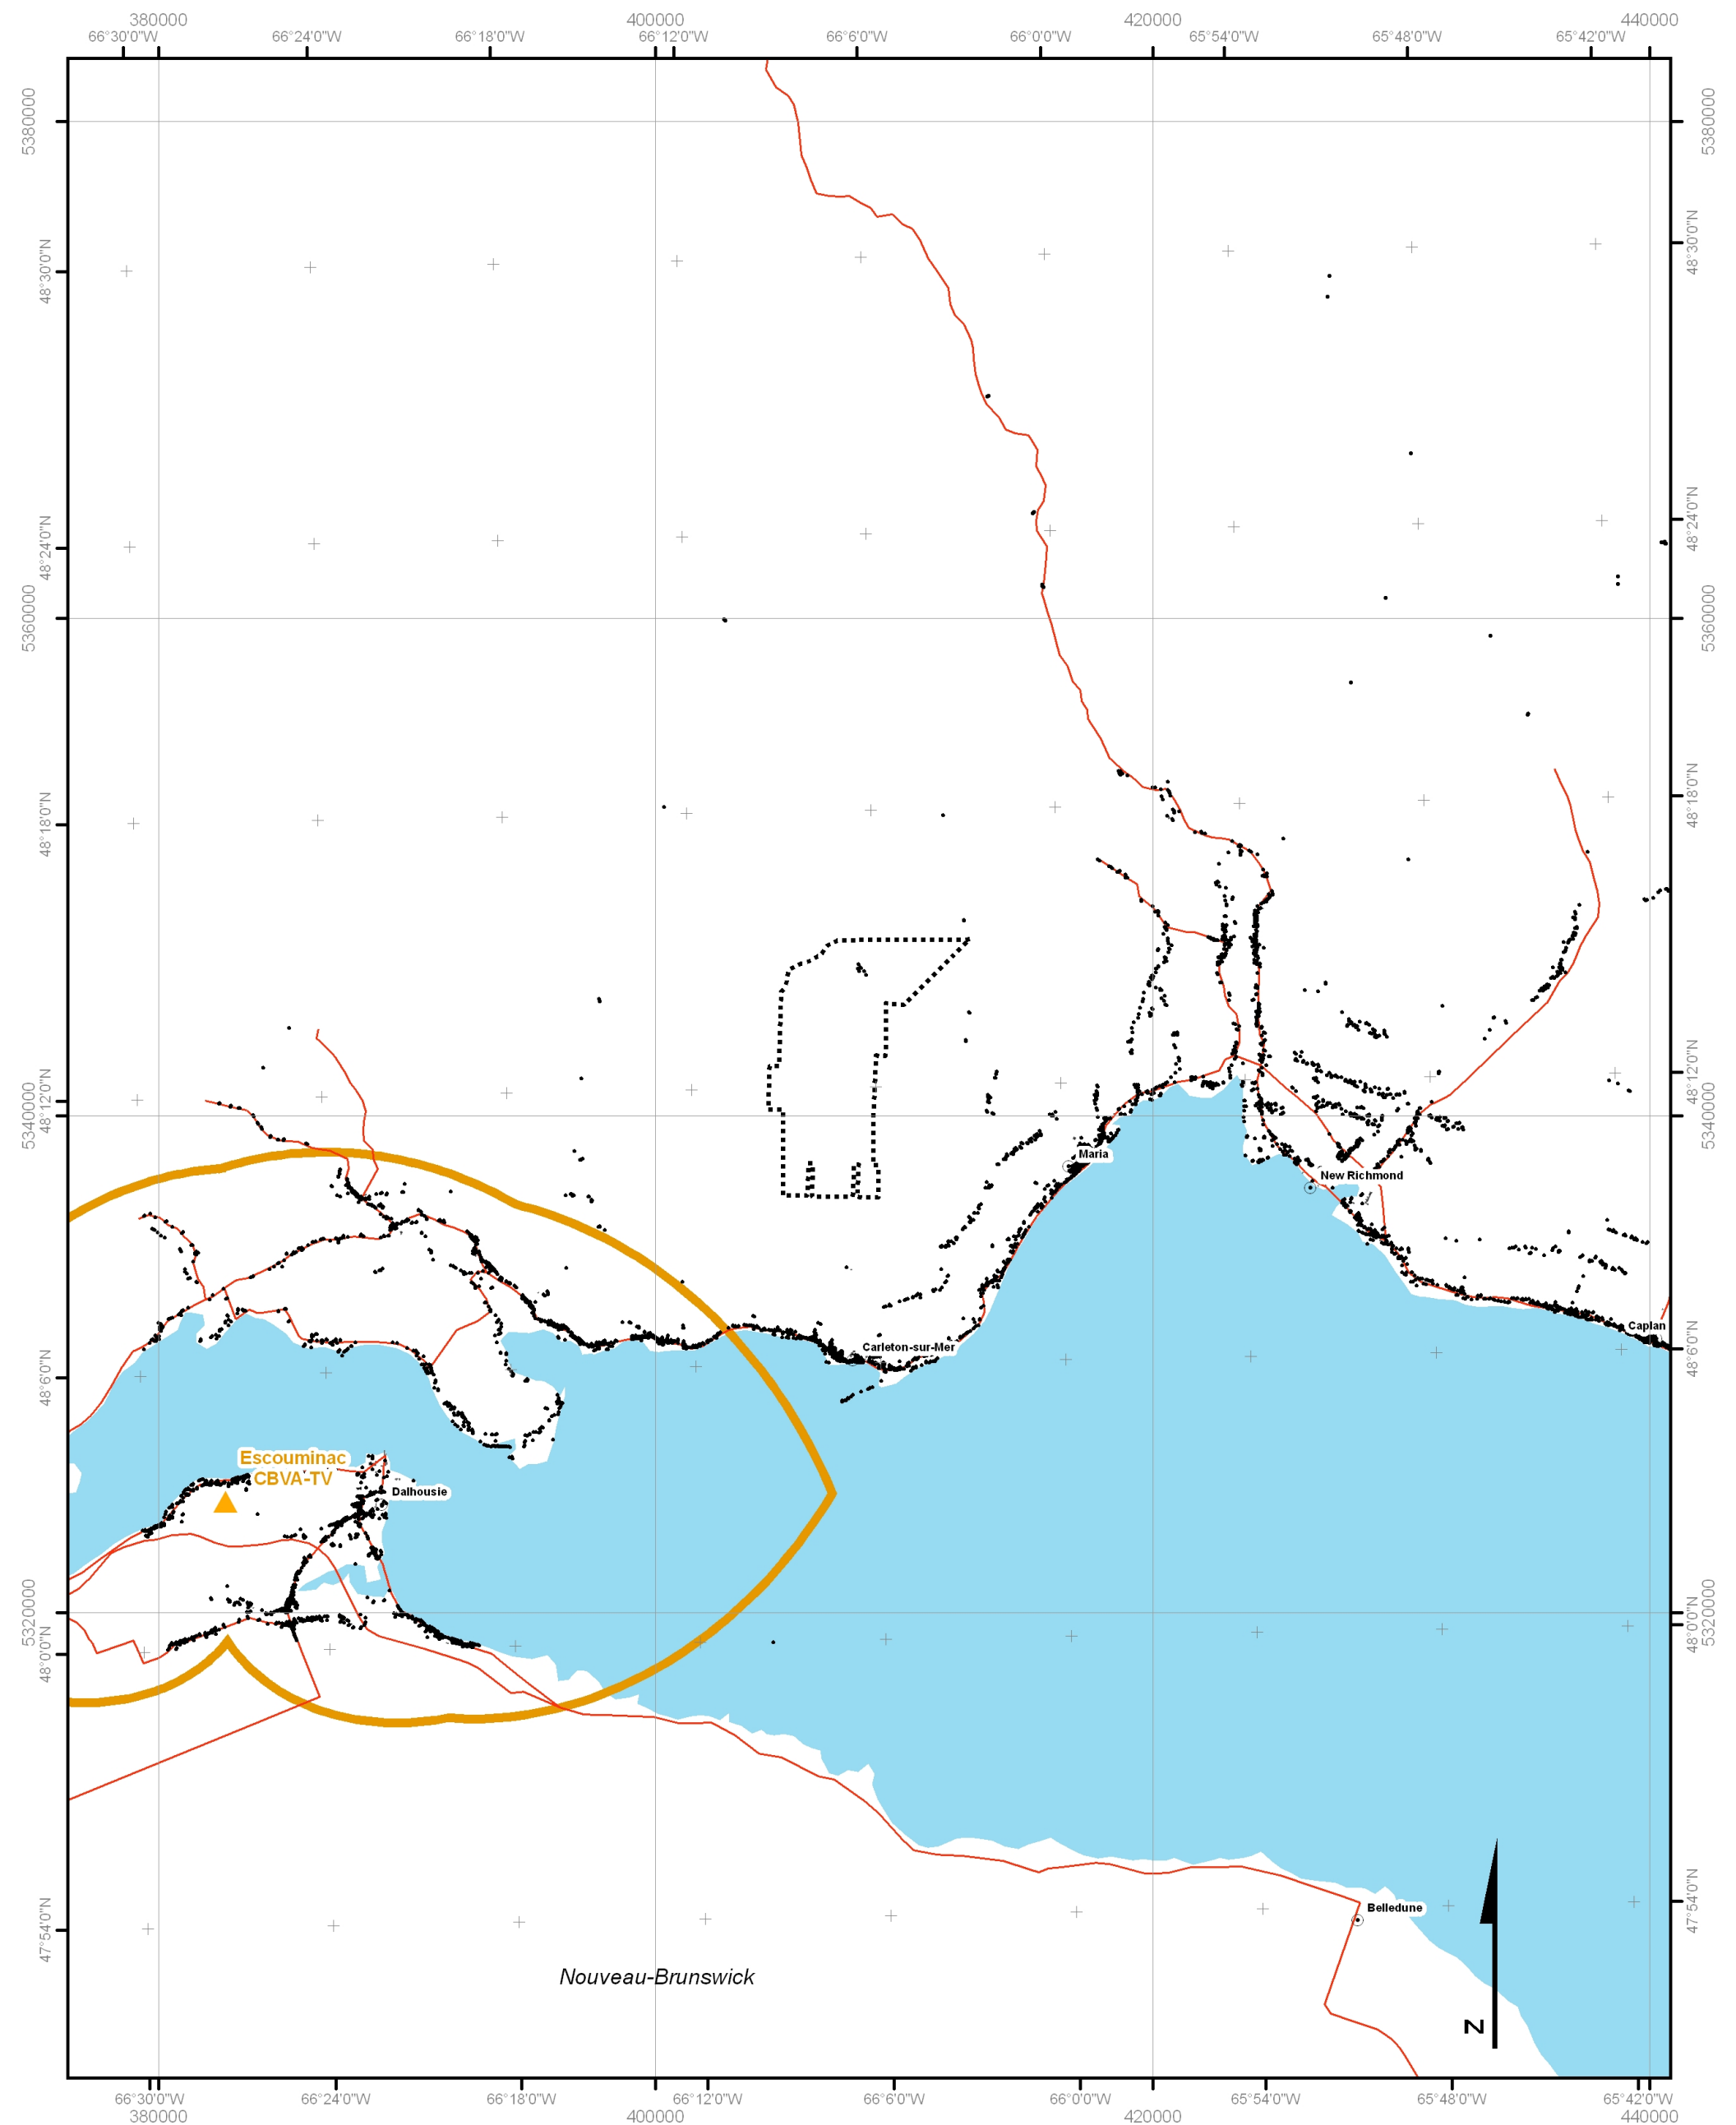 380000 400000 420000 440000
66°30'0"W 66°24'0"W 66°18'0"W 66°12'0"W 66°6'0"W 66°0'0"W 65°54'0"W 65°48'0"W 65°42'0"W
5380000 5380000
48°30'0"N 48°30'0"N
48°24'0"N 48°24'0"N
5360000 5360000
48°18'0"N 48°18'0"N
48°12'0"N 48°12'0"N
5340000 5340000
Maria
New Richmond
Caplan
Carleton-sur-Mer
48°6'0"N 48°6'0"N
Escouminac
CBVA-TV
Dalhousie
5320000 5320000
48°0'0"N 48°0'0"N
47°54'0"N 47°54'0"N
Belledune
Nouveau-Brunswick
N
66°30'0"W 66°24'0"W 66°18'0"W 66°12'0"W 66°6'0"W 66°0'0"W 65°54'0"W 65°48'0"W 65°42'0"W
380000 400000 420000 440000